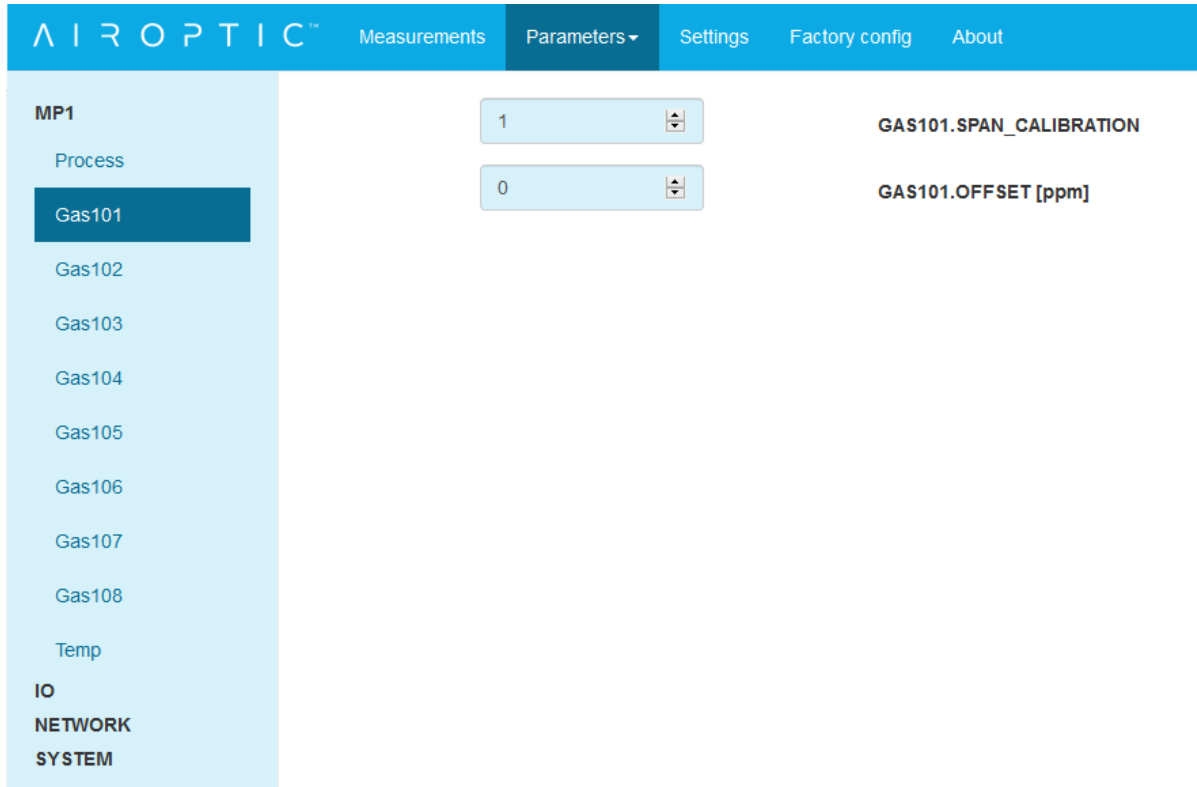 AIROPTIC™ Measurements Parameters Settings Factory config About
MP1
Process
Gas101
Gas102
Gas103
Gas104
Gas105
Gas106
Gas107
Gas108
Temp
IO
NETWORK
SYSTEM
1 GAS101.SPAN_CALIBRATION
0 GAS101.OFFSET [ppm]